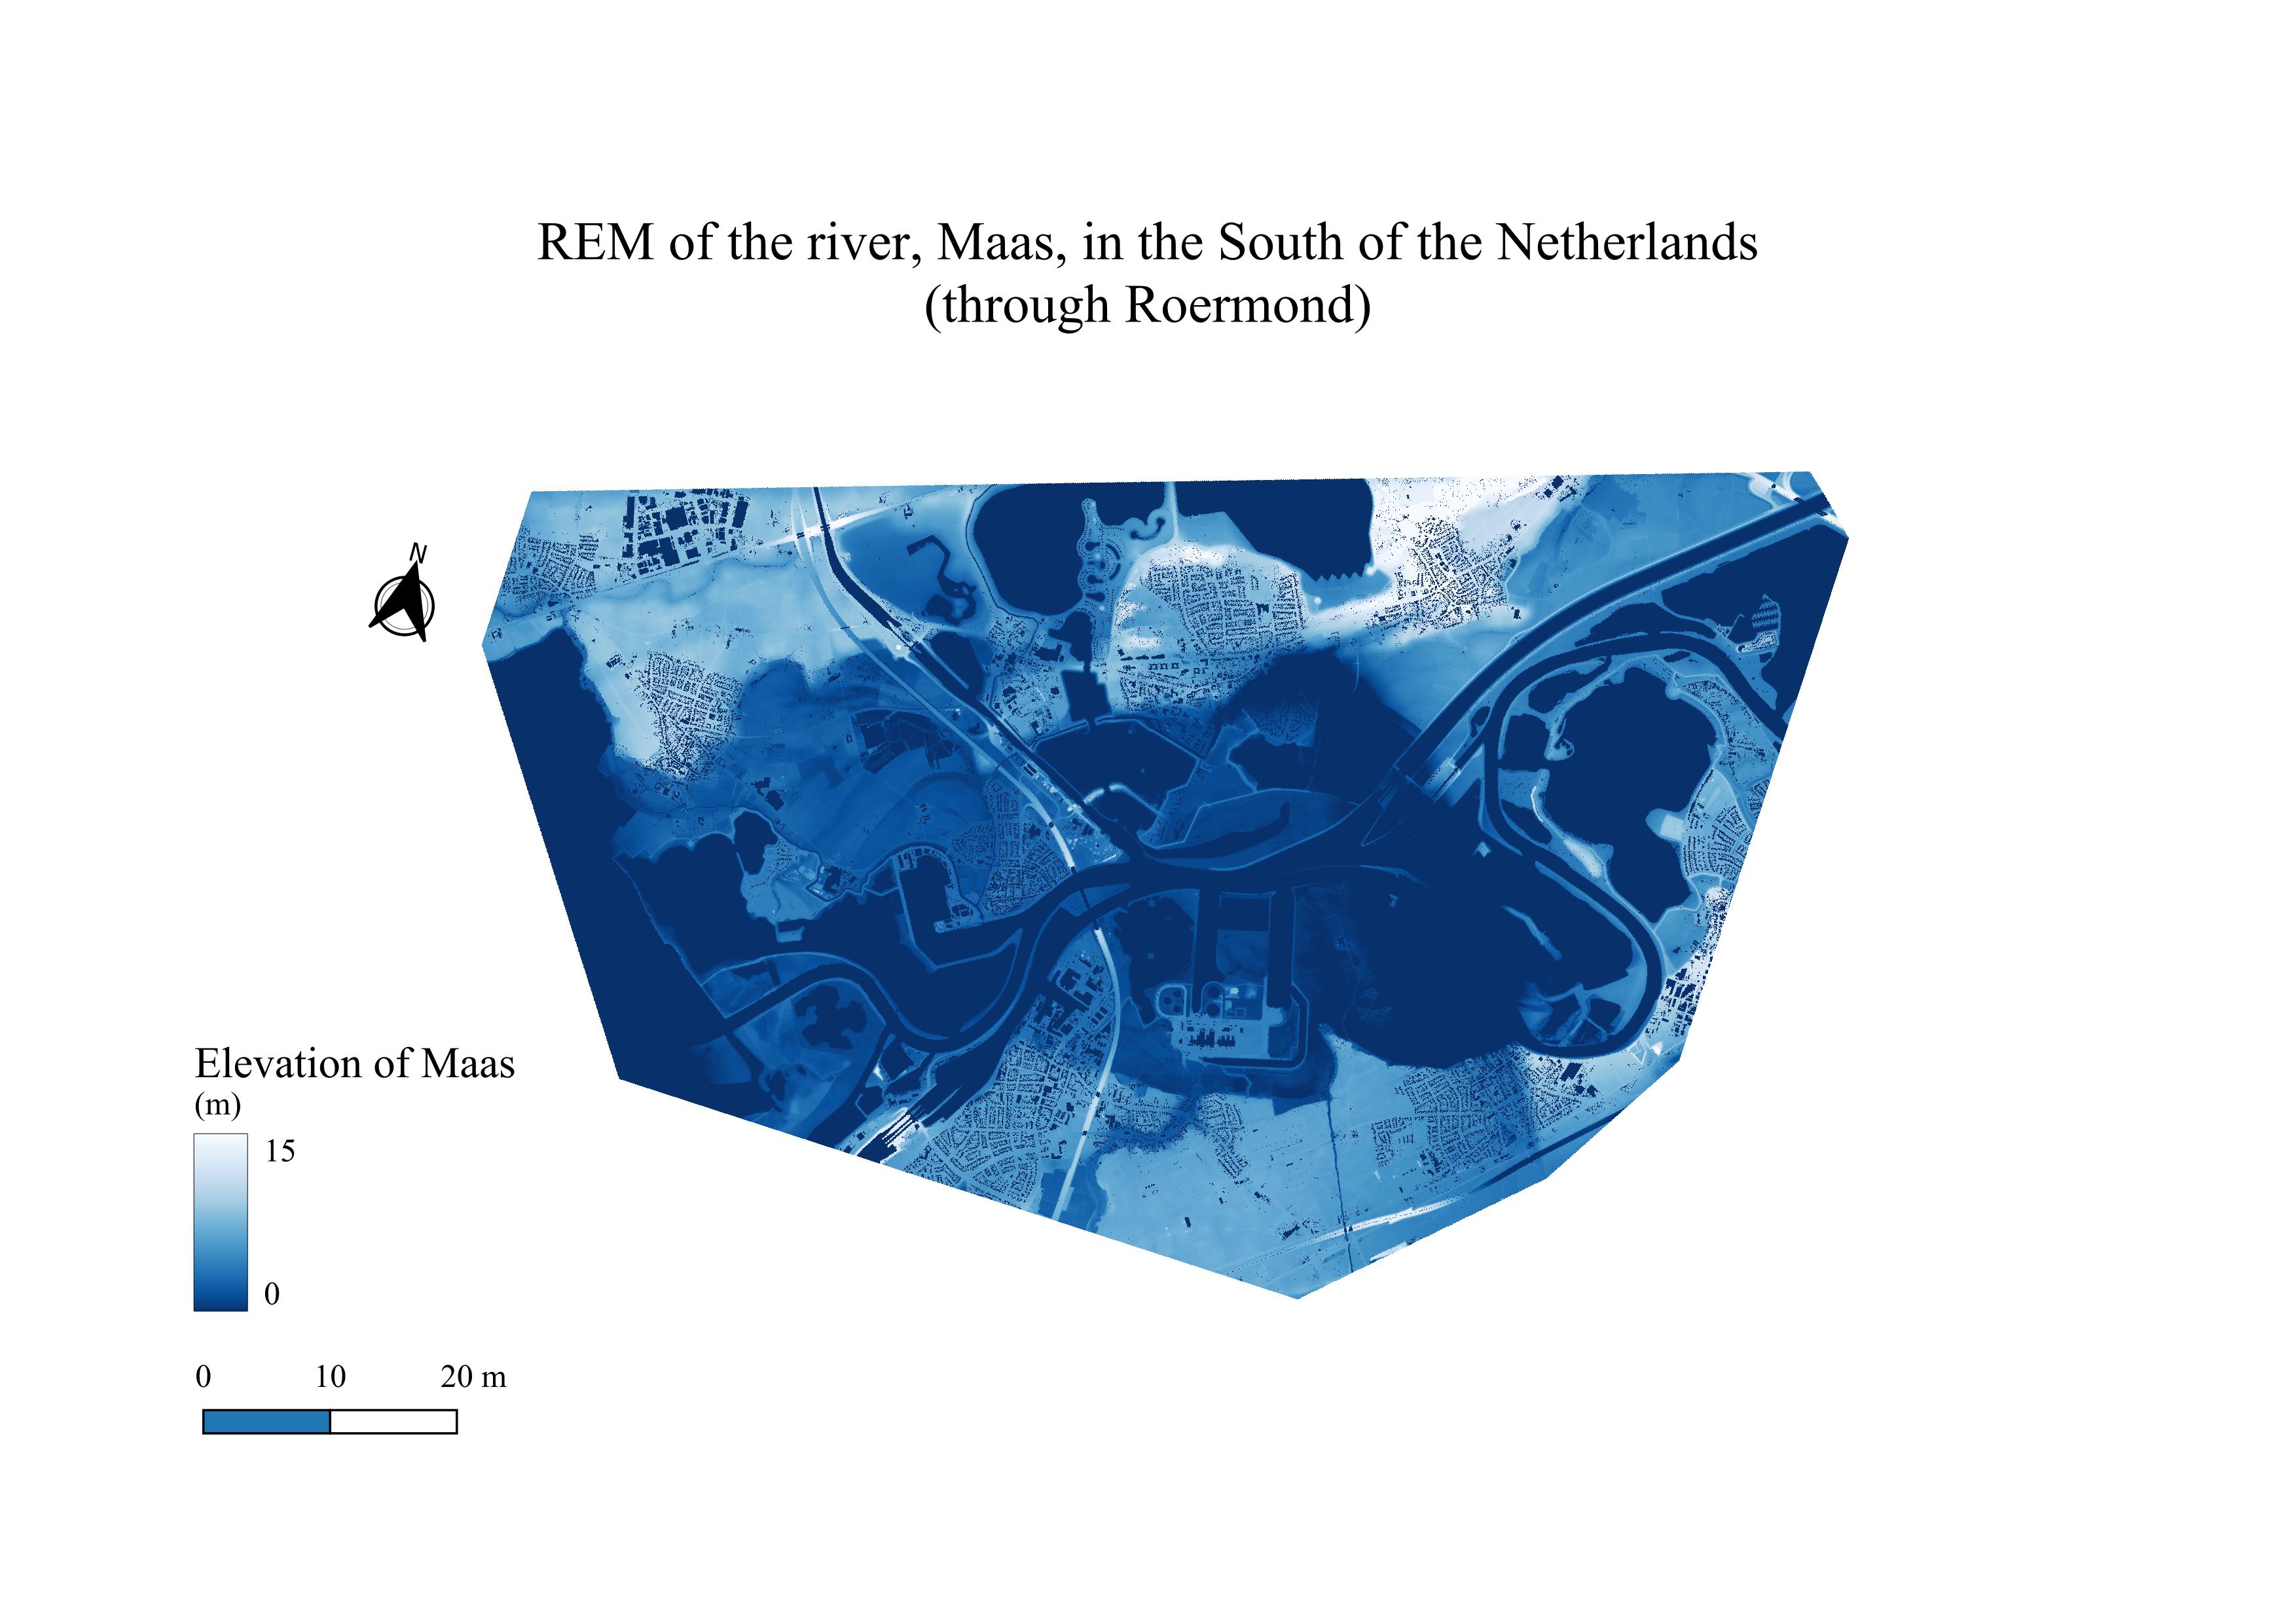 REM of the river, Maas, in the South of the Netherlands
(through Roermond)
N
Elevation of Maas
(m)
15
0
0 10 20 m